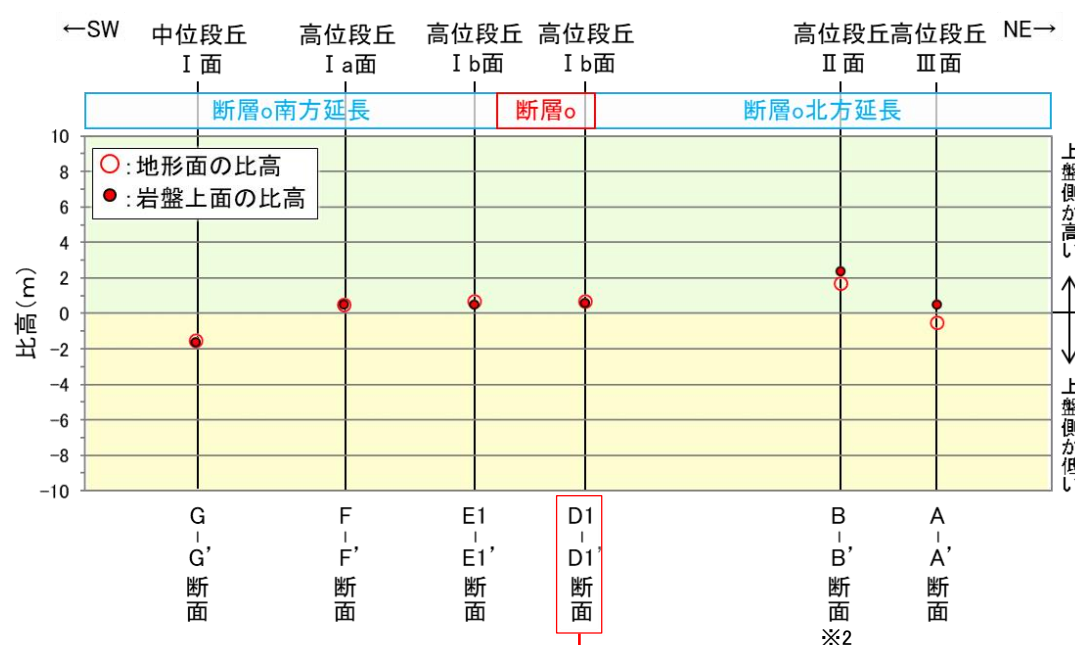 ←SW
中位段丘
Ⅰ面
高位段丘
Ⅰa面
高位段丘
Ⅰb面
高位段丘
Ⅰb面
高位段丘
Ⅱ面
高位段丘
Ⅲ面
NE→
断層o南方延長
断層o
断層o北方延長
○:地形面の比高
●:岩盤上面の比高
比高(m)
10
8
6
4
2
0
-2
-4
-6
-8
-10
上盤側が高い
上盤側が低い
G-G'断面
F-F'断面
E1-E1'断面
D1-D1'断面
B-B'断面
※2
A-A'断面